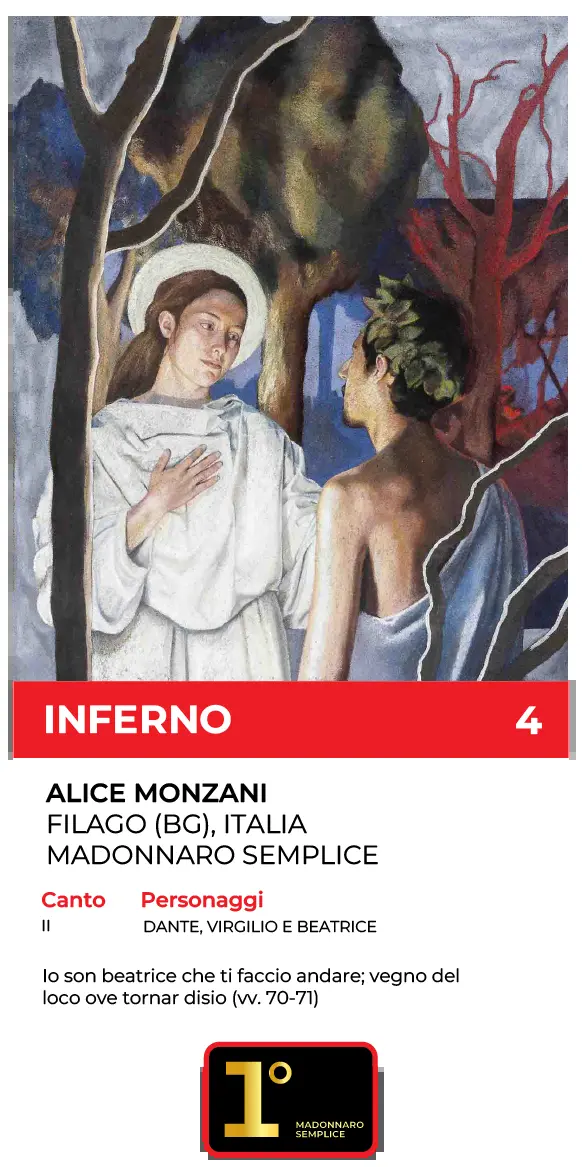 INFERNO 4
ALICE MONZANI
FILAGO (BG), ITALIA
MADONNARO SEMPLICE
Canto Personaggi
II DANTE, VIRGILIO E BEATRICE
Io son beatrice che ti faccio andare; vegno del
loco ove tornar disio (vv. 70-71)
1°
MADONNARO
SEMPLICE